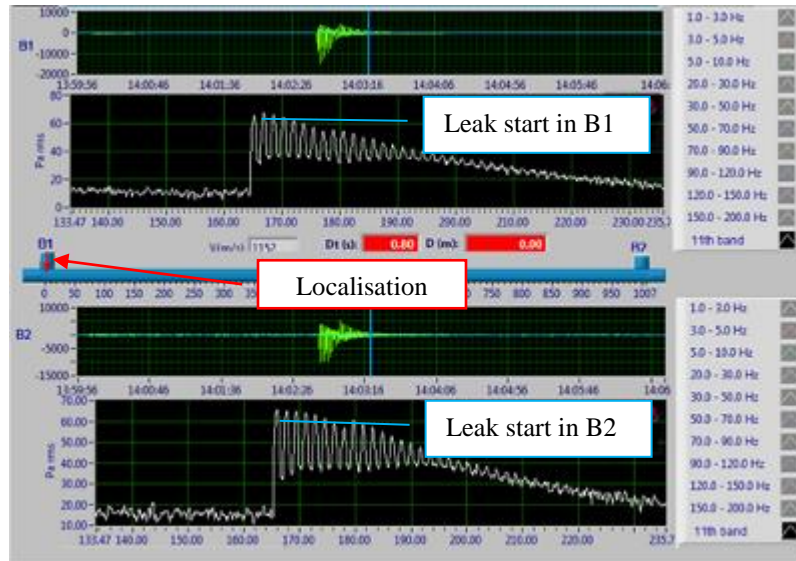 10000
0
B1
-10000
-20000
13:59:56 14:00:46 14:01:36 14:02:26 14:03:16 14:04:06 14:04:56 14:05:46 14:06:
80
60
40
20
0
Pa rms
Leak start in B1
133.47 140.00 150.00 160.00 170.00 180.00 190.00 200.00 210.00 220.00 230.00 235.
1.0 - 3.0 Hz
3.0 - 5.0 Hz
5.0 - 10.0 Hz
20.0 - 30.0 Hz
30.0 - 50.0 Hz
50.0 - 70.0 Hz
70.0 - 90.0 Hz
90.0 - 120.0 Hz
120.0 - 150.0 Hz
150.0 - 200.0 Hz
11th band
B1 V(m/s) 1157 Dt (s): 0.80 D (m): 0.00 B2
Localisation
0 50 100 150 200 250 300 750 800 850 900 950 1007
10000
B2
-5000
-15000
13:59:56 14:00:46 14:01:36 14:02:26 14:03:16 14:04:06 14:04:56 14:05:46 14:06
70.00
60.00
50.00
40.00
30.00
20.00
10.00
Pa rms
Leak start in B2
133.47 140.00 150.00 160.00 170.00 180.00 190.00 200.00 210.00 220.00 235.
1.0 - 3.0 Hz
3.0 - 5.0 Hz
5.0 - 10.0 Hz
20.0 - 30.0 Hz
30.0 - 50.0 Hz
50.0 - 70.0 Hz
70.0 - 90.0 Hz
90.0 - 120.0 Hz
120.0 - 150.0 Hz
150.0 - 200.0 Hz
11th band